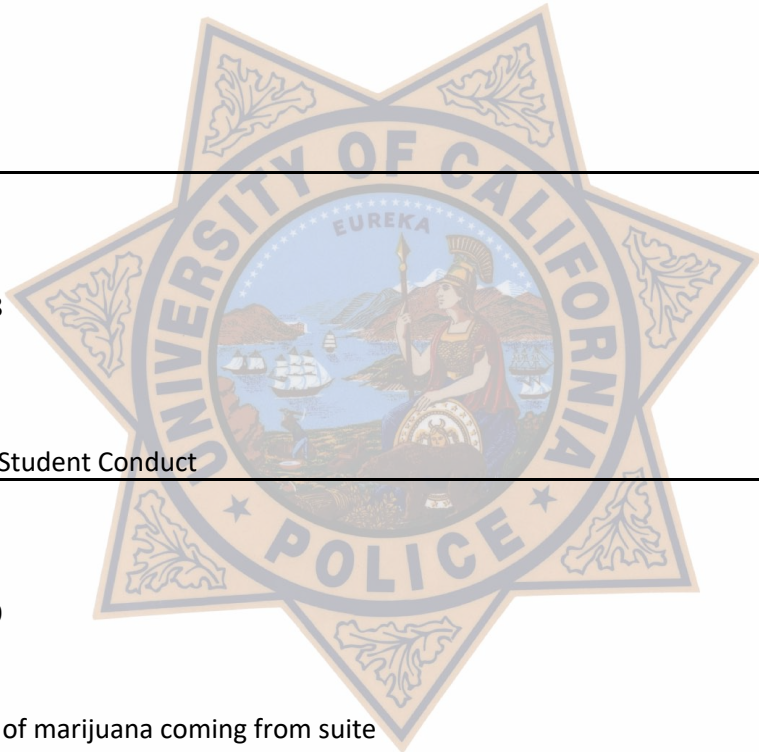 UNIVERSITY OF CALIFORNIA
EUREKA
Student Conduct
POLICE
of marijuana coming from suite